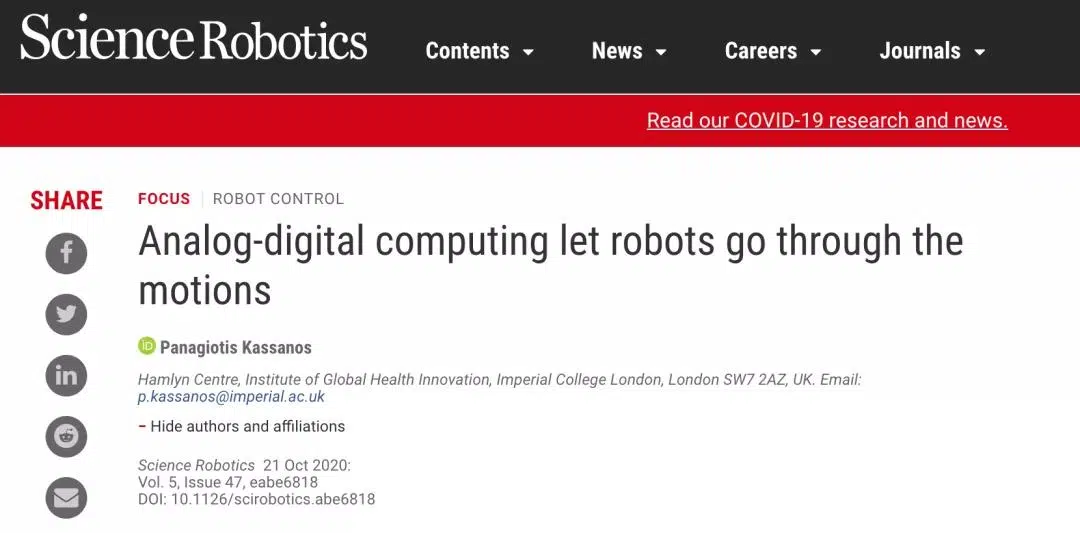 Science Robotics Contents News Careers Journals
Read our COVID-19 research and news.
SHARE
FOCUS ROBOT CONTROL
Analog-digital computing let robots go through the
motions
iD Panagiotis Kassanos
Hamlyn Centre, Institute of Global Health Innovation, Imperial College London, London SW7 2AZ, UK. Email:
p.kassanos@imperial.ac.uk
– Hide authors and affiliations
Science Robotics 21 Oct 2020:
Vol. 5, Issue 47, eabe6818
DOI: 10.1126/scirobotics.abe6818